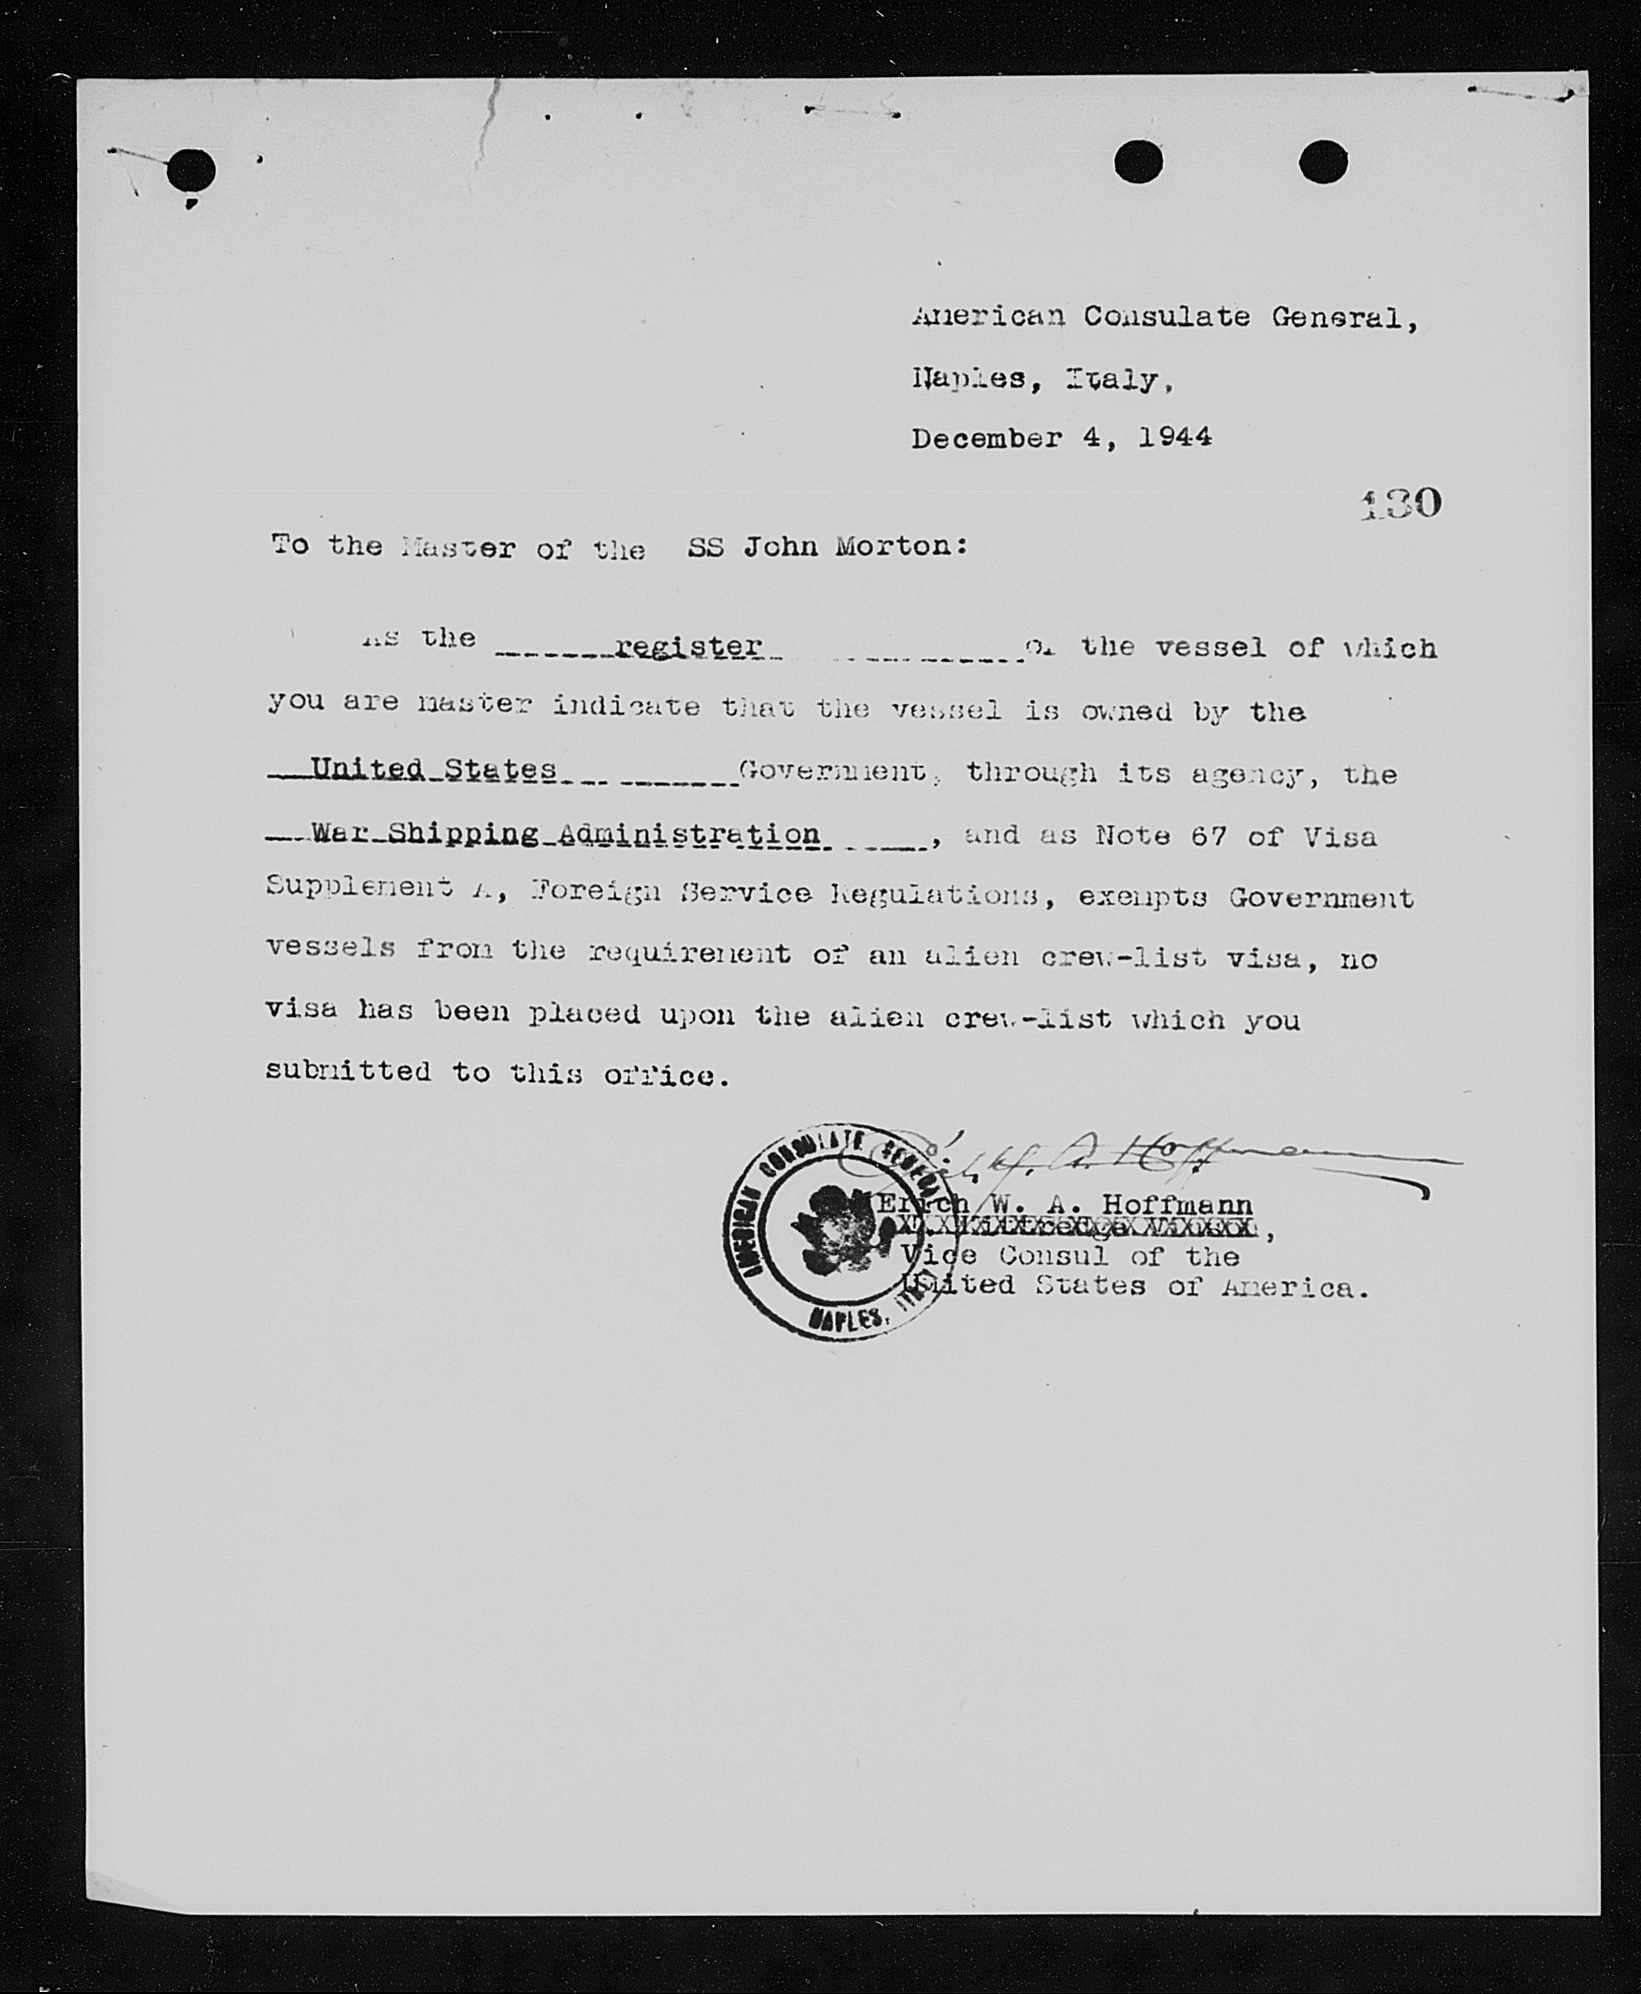 American Consulate General,
Naples, Italy,
December 4, 1944
130
To the Master of the SS John Morton:
As the register of the vessel of which
you are master indicate that the vessel is owned by the
United States Government, through its agency, the
War Shipping Administration, and as Note 67 of Visa
Supplement A, Foreign Service Regulations, exempts Government
vessels from the requirement of an alien crew-list visa, no
visa has been placed upon the alien crew-list which you
submitted to this office.
Erich W. A. Hoffmann
AMERICAN CONSULATE GENERAL
NAPLES, ITALY
Erich W. A. Hoffmann
Vice Consul of the
United States of America.